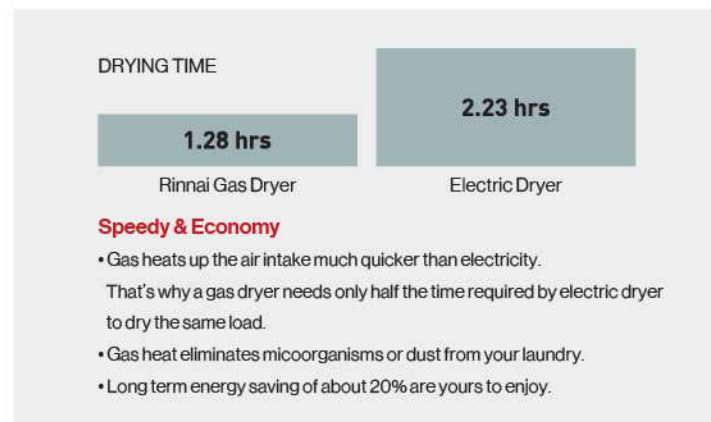 DRYING TIME
2.23 hrs
1.28 hrs
Rinnai Gas Dryer
Electric Dryer
Speedy & Economy
• Gas heats up the air intake much quicker than electricity.
That's why a gas dryer needs only half the time required by electric dryer
to dry the same load.
• Gas heat eliminates micoorganisms or dust from your laundry.
• Long term energy saving of about 20% are yours to enjoy.